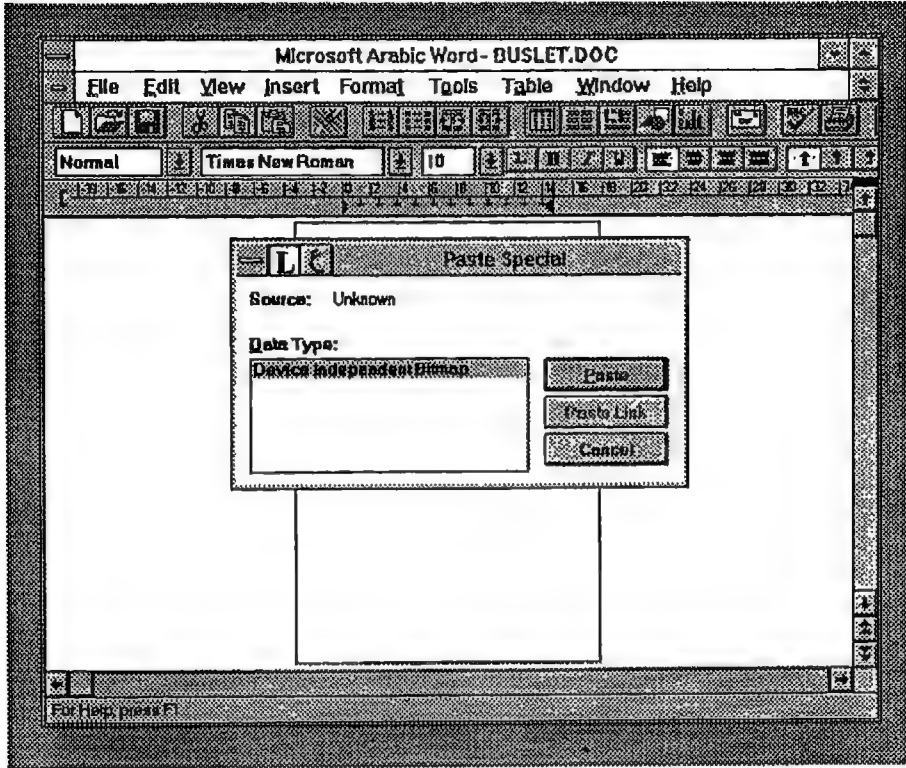 Microsoft Arabic Word - BUSLET.DOC
File Edit View Insert Format Tools Table Window Help
Normal Times New Roman 10
L Paste Special
Source: Unknown
Data Type:
Device Independent Bitmap
Paste
Paste Link
Cancel
For Help, press F1